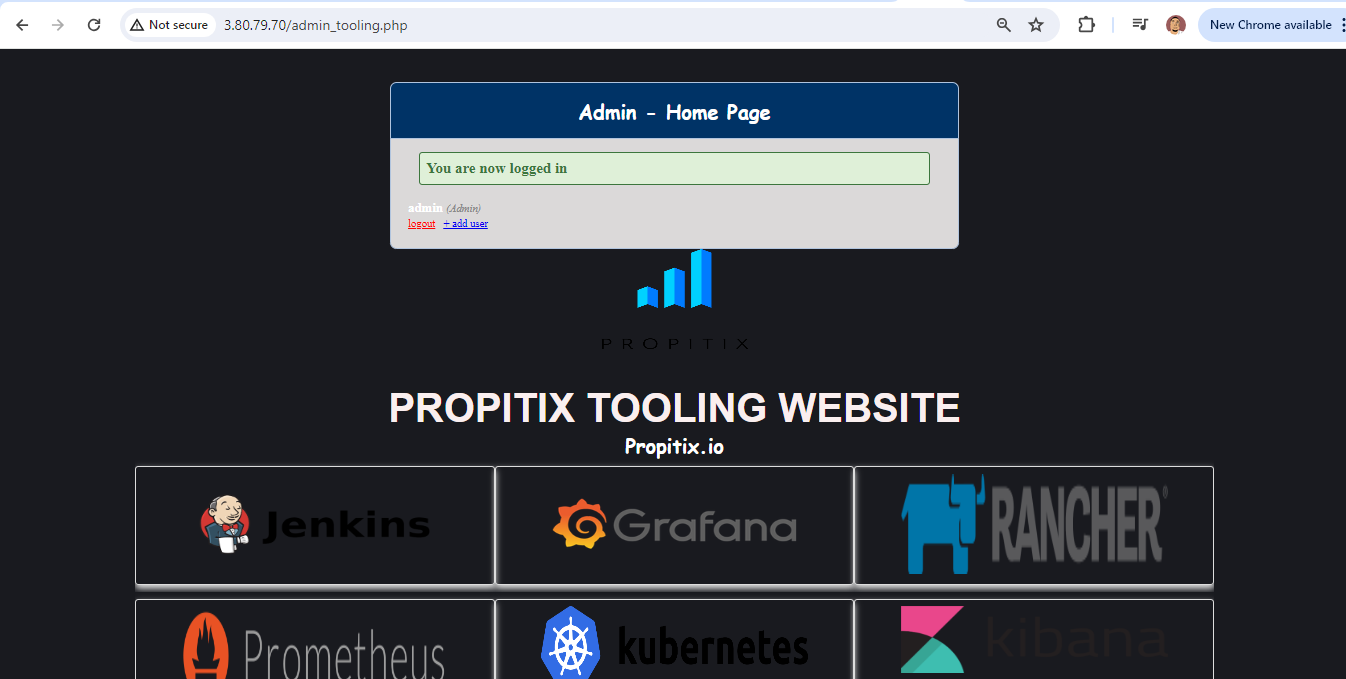 Not secure 3.80.79.70/admin_tooling.php New Chrome available
Admin - Home Page
You are now logged in
admin (Admin)
logout + add user
PROPITIX
PROPITIX TOOLING WEBSITE
Propitix.io
Jenkins Grafana RANCHER®
Prometheus kubernetes kibana